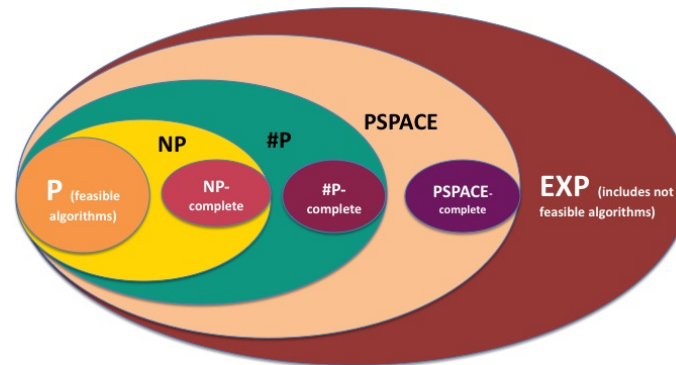 PSPACE
#P
NP
P (feasible
algorithms)
NP-
complete
#P-
complete
PSPACE-
complete
EXP (includes not
feasible algorithms)